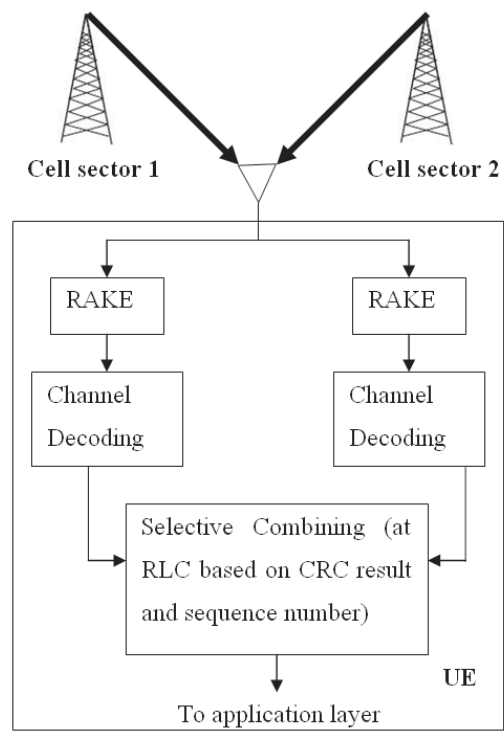 Cell sector 1
Cell sector 2
RAKE
RAKE
Channel
Decoding
Channel
Decoding
Selective Combining (at
RLC based on CRC result
and sequence number)
UE
To application layer